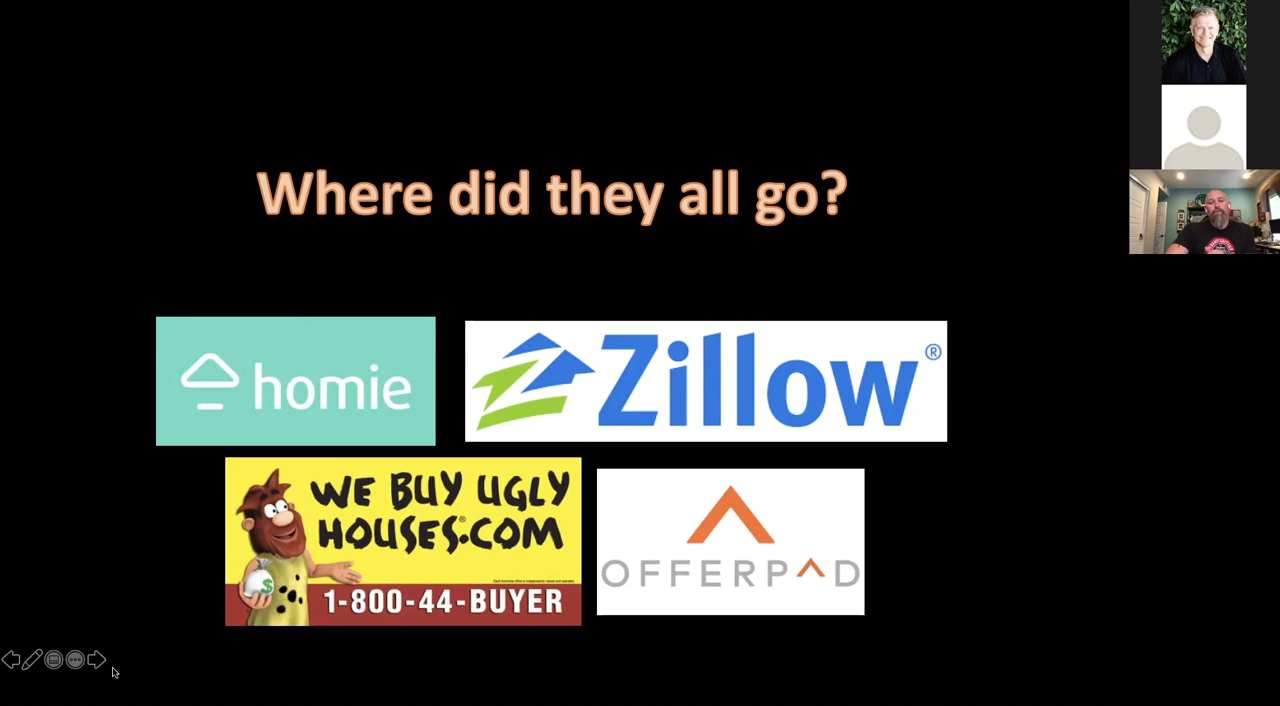 Where did they all go?
homie
Zillow®
WE BUY UGLY
HOUSES.COM®
1-800-44-BUYER
OFFERPAD